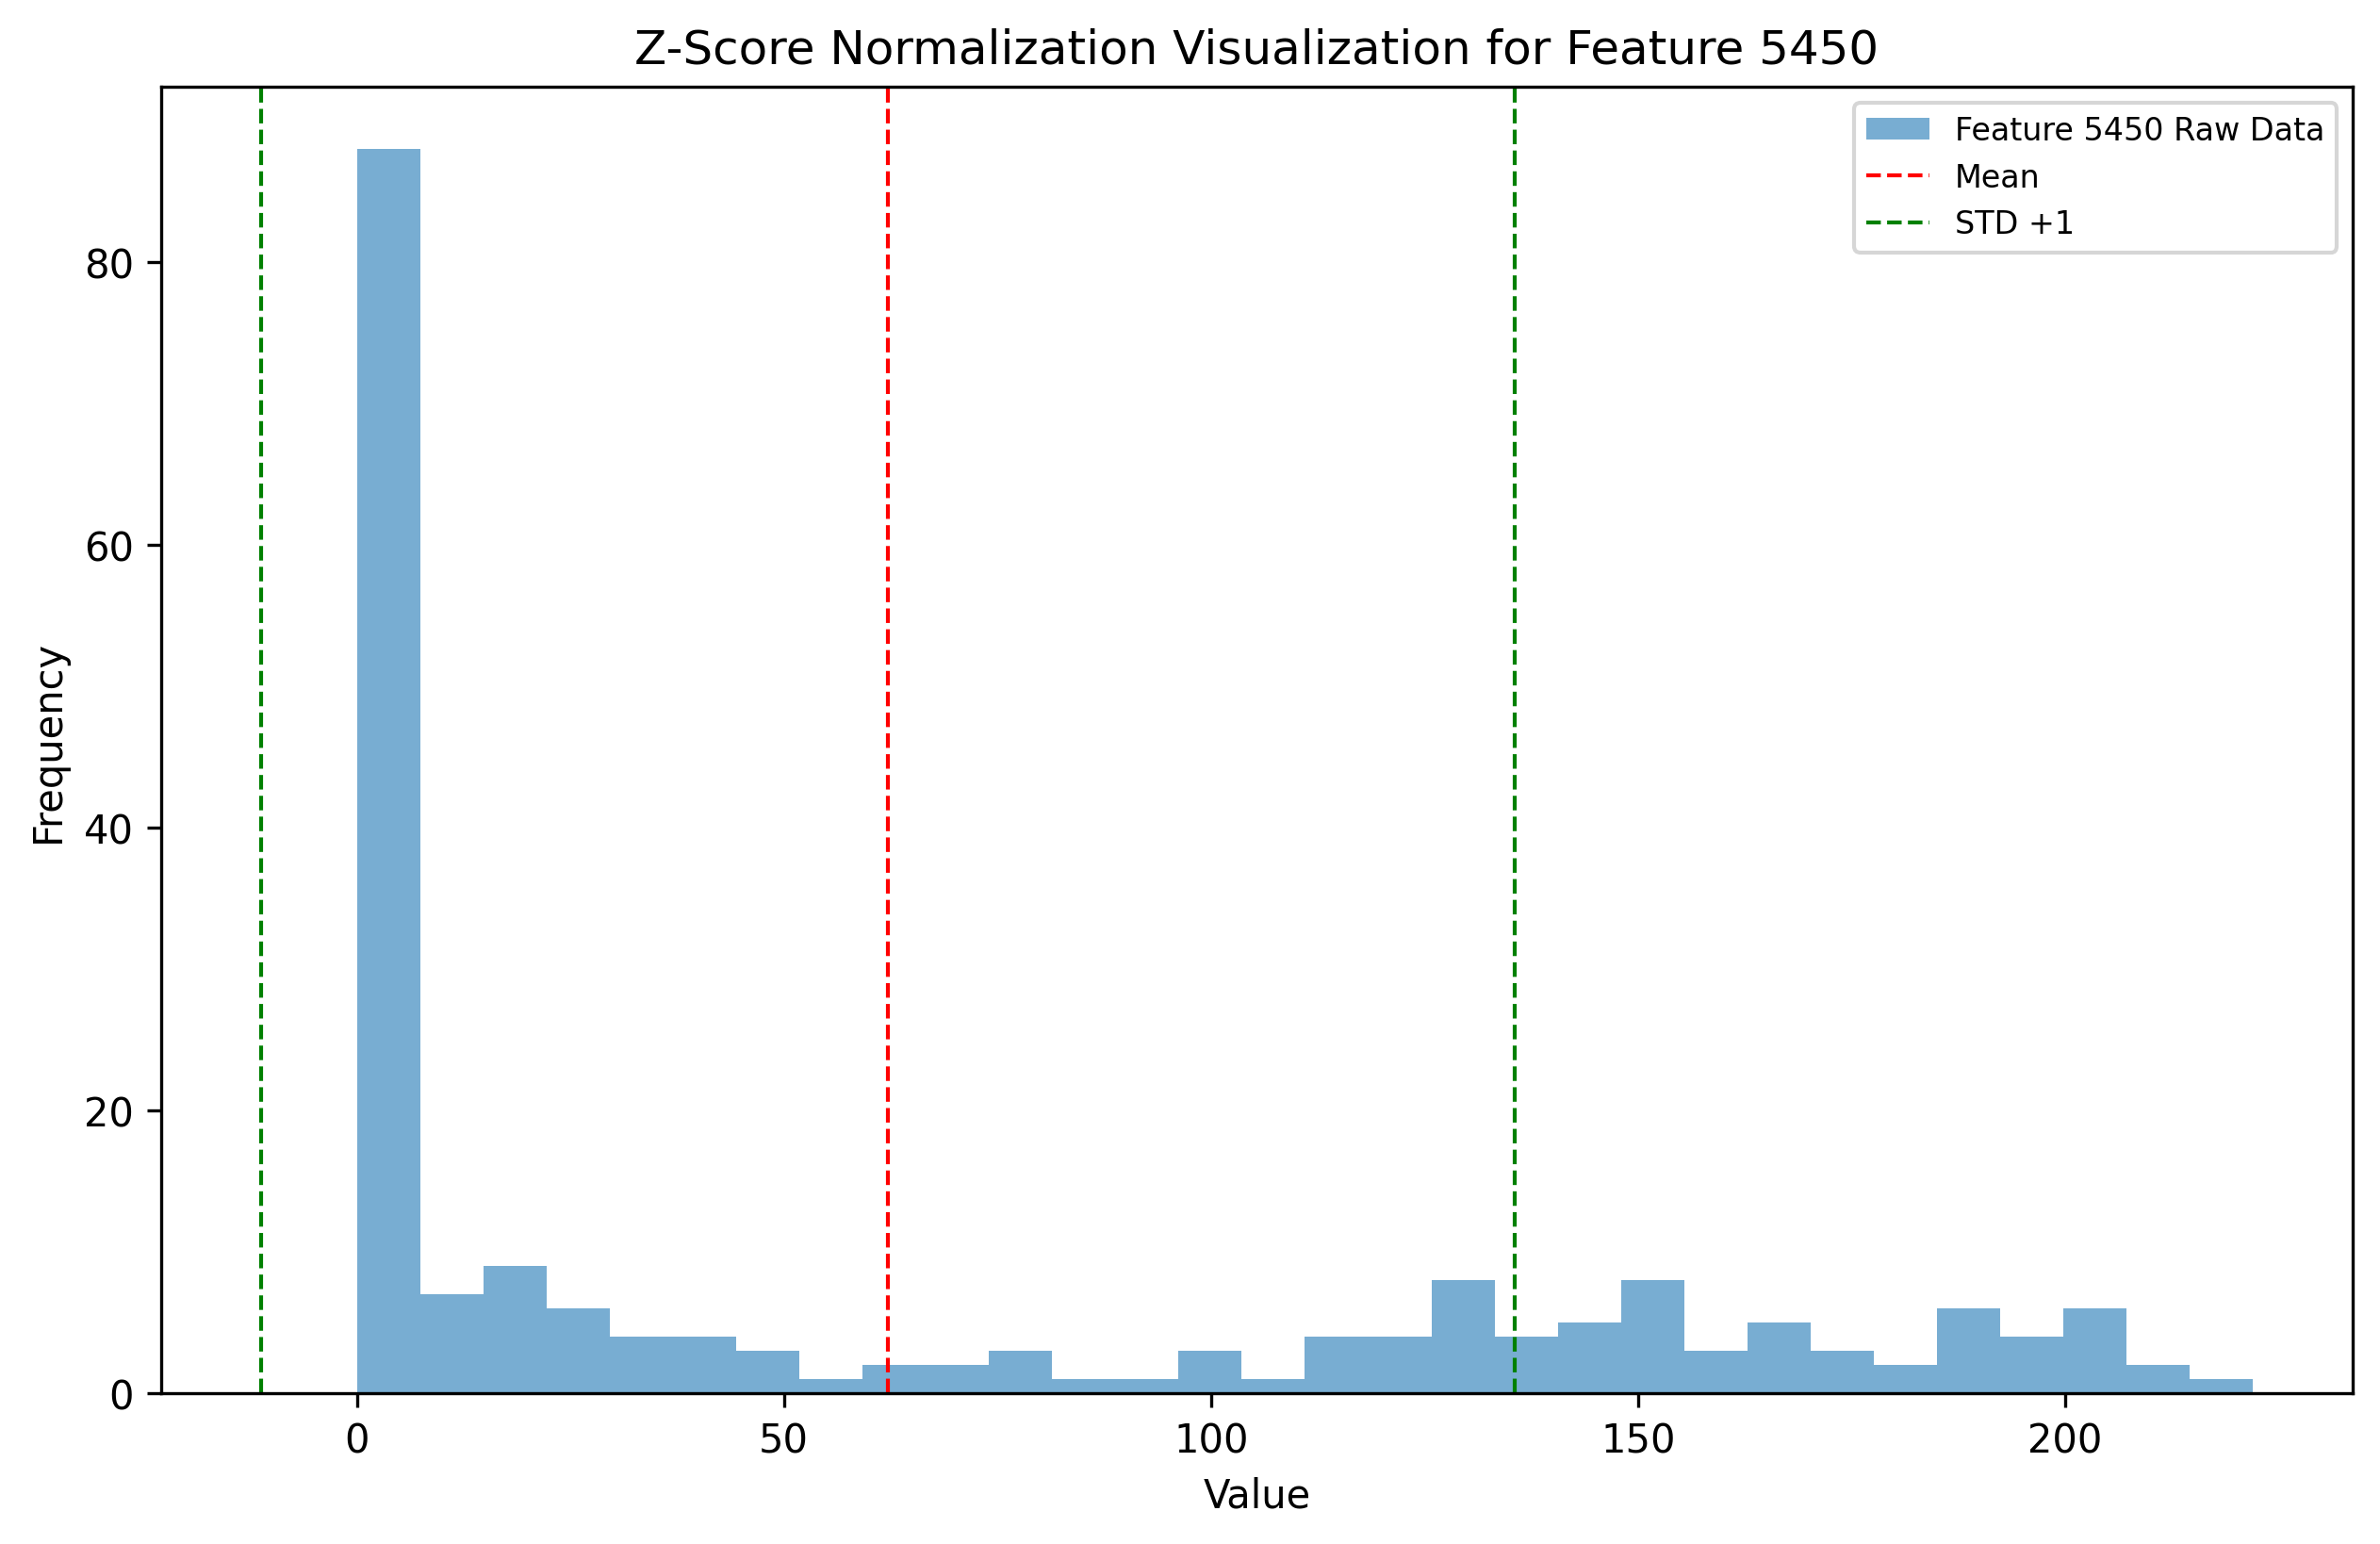 Z-Score Normalization Visualization for Feature 5450
Feature 5450 Raw Data
Mean
STD +1
80
60
40
20
0
Frequency
0 50 100 150 200
Value